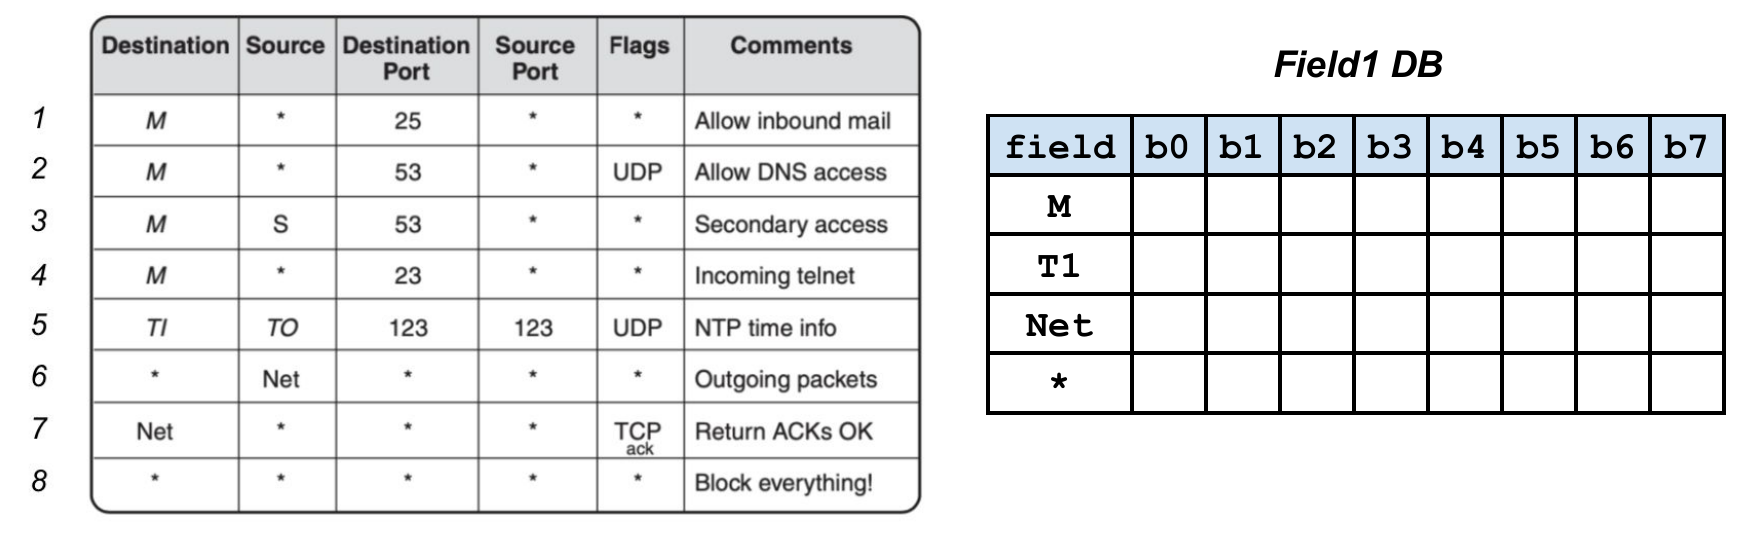 Destination Source Destination Port Source Port Flags Comments
1 M * 25 * * Allow inbound mail
2 M * 53 * UDP Allow DNS access
3 M S 53 * * Secondary access
4 M * 23 * * Incoming telnet
5 TI TO 123 123 UDP NTP time info
6 * Net * * * Outgoing packets
7 Net * * * TCP ack Return ACKs OK
8 * * * * * Block everything!
Field1 DB
field b0 b1 b2 b3 b4 b5 b6 b7
M
T1
Net
*